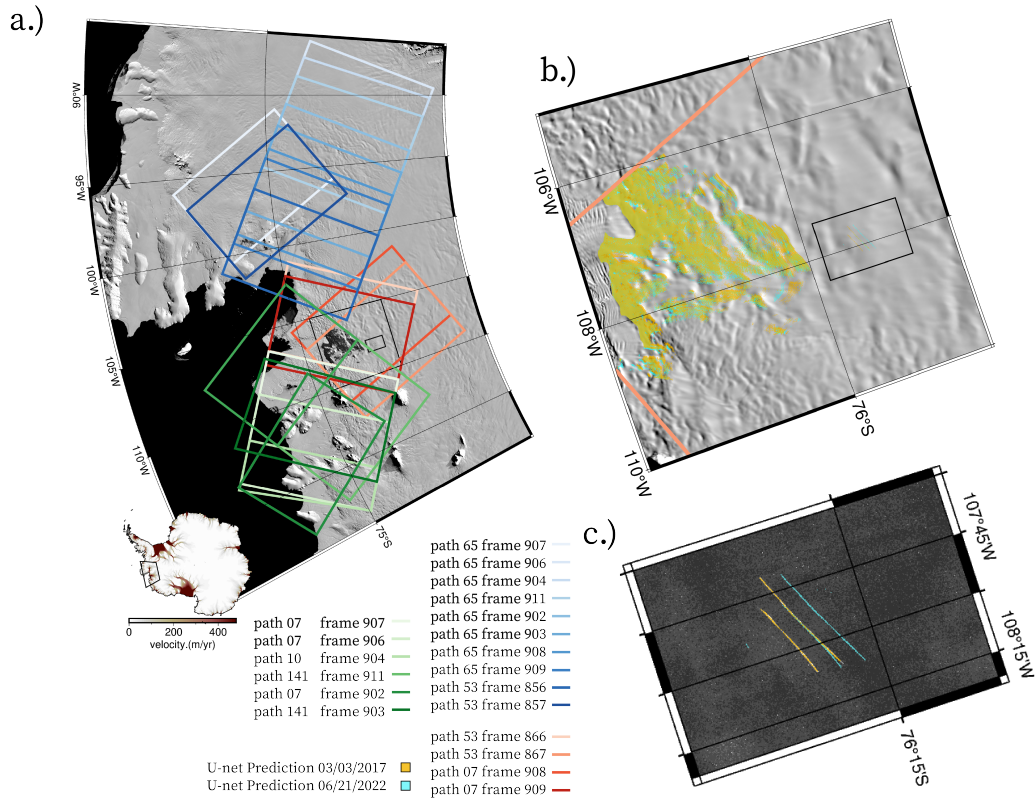 a.)
90°W
95°W
100°W
105°W
110°W
75°S
0 200 400
velocity.(m/yr)
b.)
106°W
108°W
110°W
76°S
c.)
107°45'W
108°15'W
76°15'S
path 07 frame 907
path 07 frame 906
path 10 frame 904
path 141 frame 911
path 07 frame 902
path 141 frame 903
path 65 frame 907
path 65 frame 906
path 65 frame 904
path 65 frame 911
path 65 frame 902
path 65 frame 903
path 65 frame 908
path 65 frame 909
path 53 frame 856
path 53 frame 857
path 53 frame 866
path 53 frame 867
path 07 frame 908
path 07 frame 909
U-net Prediction 03/03/2017
U-net Prediction 06/21/2022